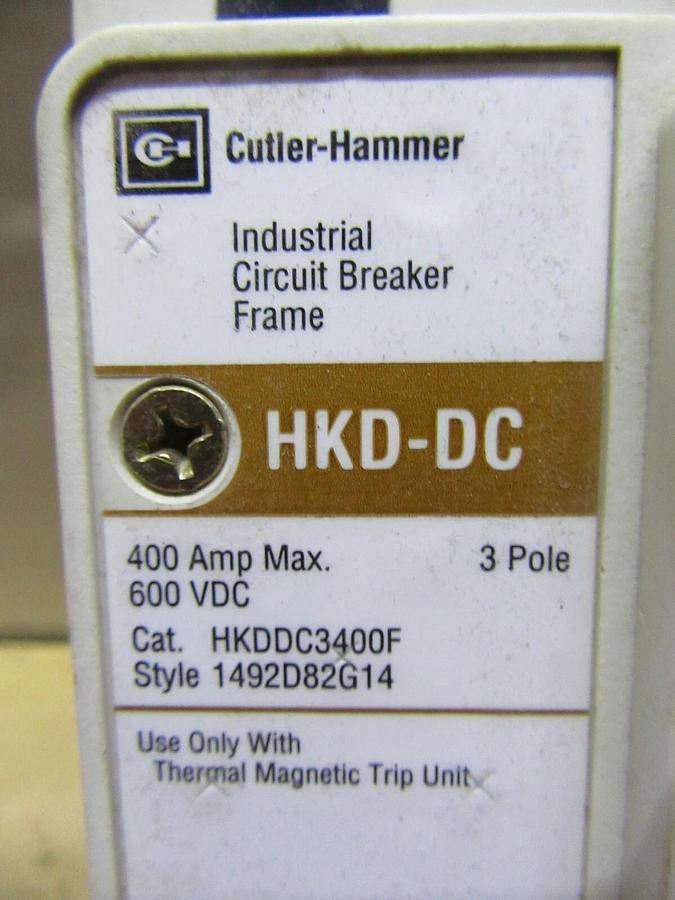 Cutler-Hammer
Industrial
Circuit Breaker
Frame
HKD-DC
400 Amp Max. 3 Pole
600 VDC
Cat. HKDDC3400F
Style 1492D82G14
Use Only With
Thermal Magnetic Trip Unit